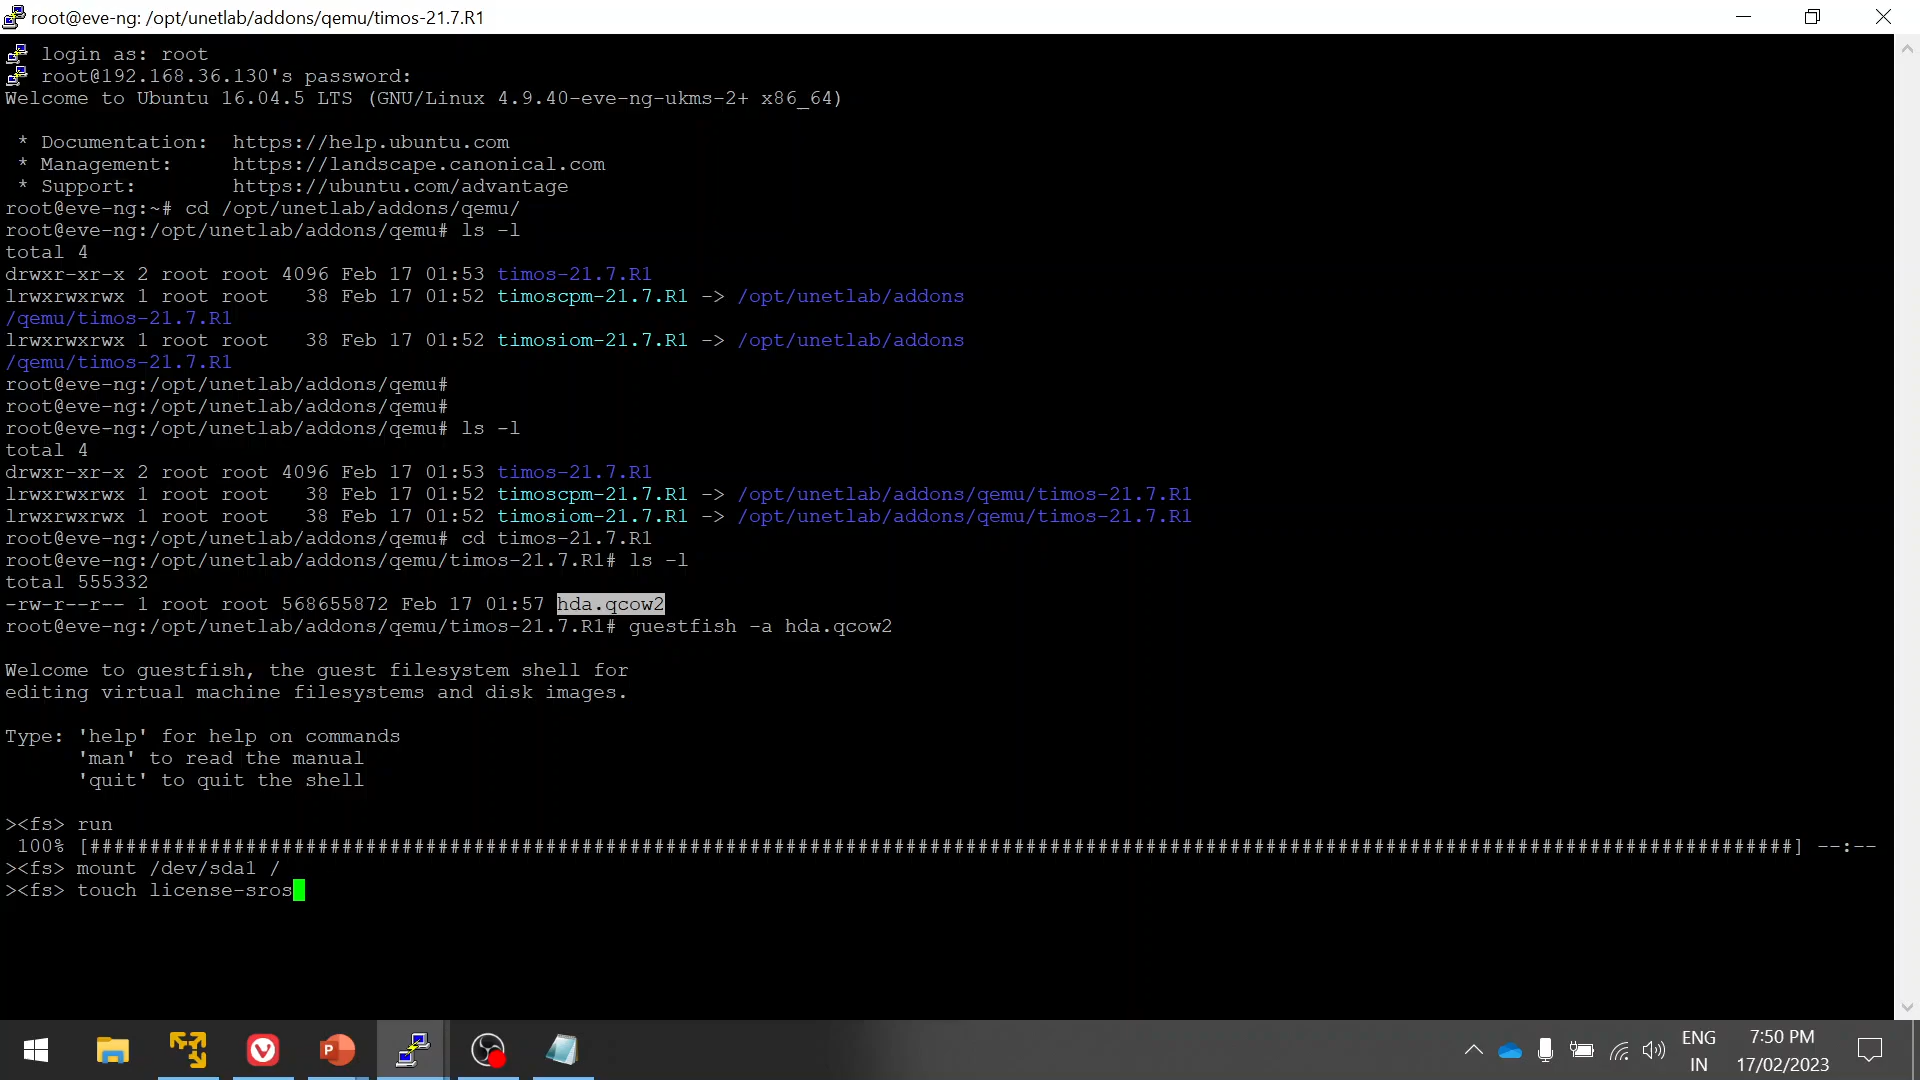 root@eve-ng: /opt/unetlab/addons/qemu/timos-21.7.R1
login as: root
root@192.168.36.130's password:
Welcome to Ubuntu 16.04.5 LTS (GNU/Linux 4.9.40-eve-ng-ukms-2+ x86_64)
* Documentation:  https://help.ubuntu.com
* Management:     https://landscape.canonical.com
* Support:        https://ubuntu.com/advantage
root@eve-ng:~# cd /opt/unetlab/addons/qemu/
root@eve-ng:/opt/unetlab/addons/qemu# ls -l
total 4
drwxr-xr-x 2 root root 4096 Feb 17 01:53 timos-21.7.R1
lrwxrwxrwx 1 root root   38 Feb 17 01:52 timoscpm-21.7.R1 -> /opt/unetlab/addons
/qemu/timos-21.7.R1
lrwxrwxrwx 1 root root   38 Feb 17 01:52 timosiom-21.7.R1 -> /opt/unetlab/addons
/qemu/timos-21.7.R1
root@eve-ng:/opt/unetlab/addons/qemu#
root@eve-ng:/opt/unetlab/addons/qemu#
root@eve-ng:/opt/unetlab/addons/qemu# ls -l
total 4
drwxr-xr-x 2 root root 4096 Feb 17 01:53 timos-21.7.R1
lrwxrwxrwx 1 root root   38 Feb 17 01:52 timoscpm-21.7.R1 -> /opt/unetlab/addons/qemu/timos-21.7.R1
lrwxrwxrwx 1 root root   38 Feb 17 01:52 timosiom-21.7.R1 -> /opt/unetlab/addons/qemu/timos-21.7.R1
root@eve-ng:/opt/unetlab/addons/qemu# cd timos-21.7.R1
root@eve-ng:/opt/unetlab/addons/qemu/timos-21.7.R1# ls -l
total 555332
-rw-r--r-- 1 root root 568655872 Feb 17 01:57 hda.qcow2
root@eve-ng:/opt/unetlab/addons/qemu/timos-21.7.R1# guestfish -a hda.qcow2
Welcome to guestfish, the guest filesystem shell for
editing virtual machine filesystems and disk images.
Type: 'help' for help on commands
'man' to read the manual
'quit' to quit the shell
><fs> run
100% [##############################################################################################################################################] --:--
><fs> mount /dev/sda1 /
><fs> touch license-sros
ENG
IN
7:50 PM
17/02/2023